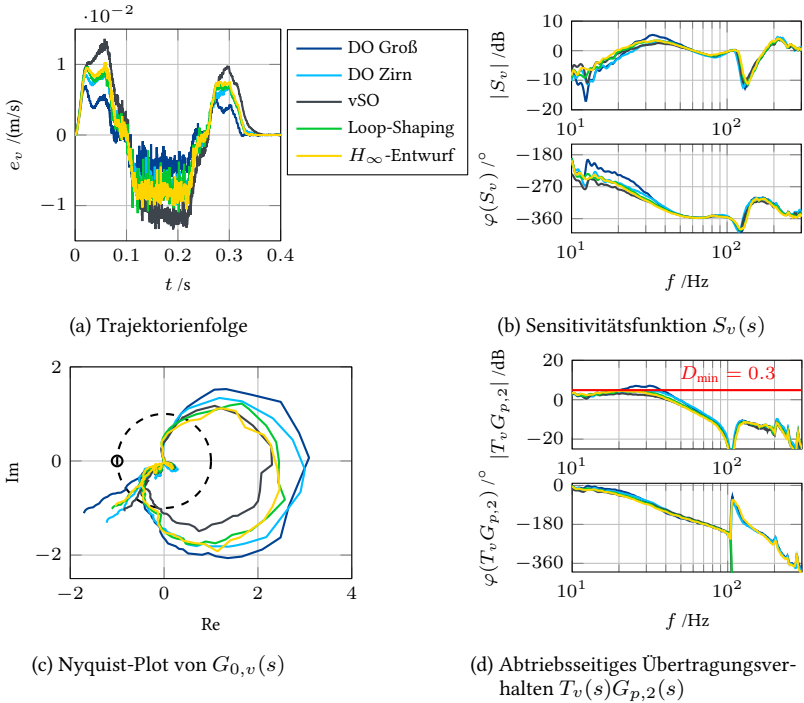 ·10⁻²
1
0
−1
e_v /(m/s)
0 0.1 0.2 0.3 0.4
t /s
DO Groß
DO Zirn
vSO
Loop-Shaping
H∞-Entwurf
(a) Trajektorienfolge
10
0
−10
−20
|S_v| /dB
10¹ 10²
−180
−270
−360
φ(S_v) /°
10¹ 10²
f /Hz
(b) Sensitivitätsfunktion S_v(s)
2
0
−2
Im
−2 0 2 4
Re
(c) Nyquist-Plot von G_{0,v}(s)
20
0
−20
|T_v G_{p,2}| /dB
D_min = 0.3
10¹ 10²
0
−180
−360
φ(T_v G_{p,2}) /°
10¹ 10²
f /Hz
(d) Abtriebsseitiges Übertragungsver-
halten T_v(s)G_{p,2}(s)